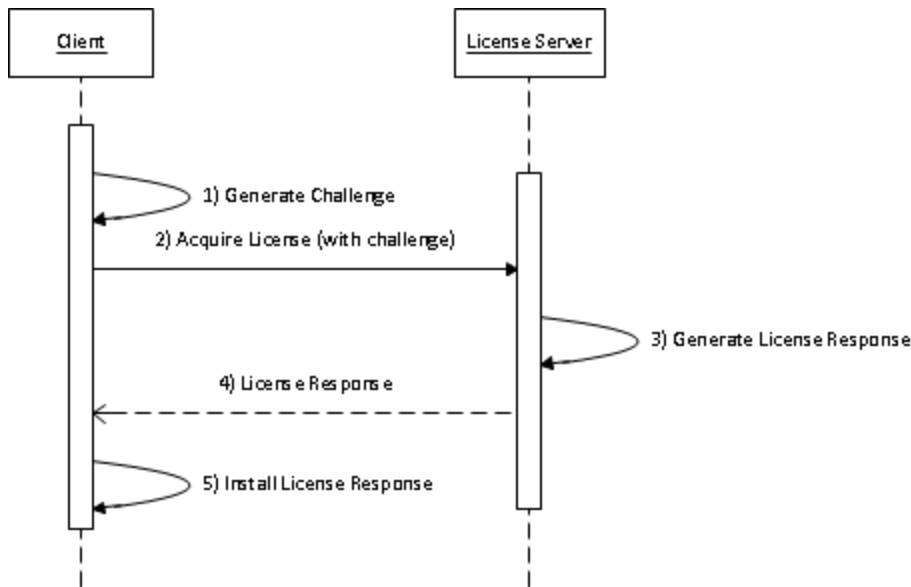 Client
License Server
1) Generate Challenge
2) Acquire License (with challenge)
3) Generate License Response
4) License Response
5) Install License Response